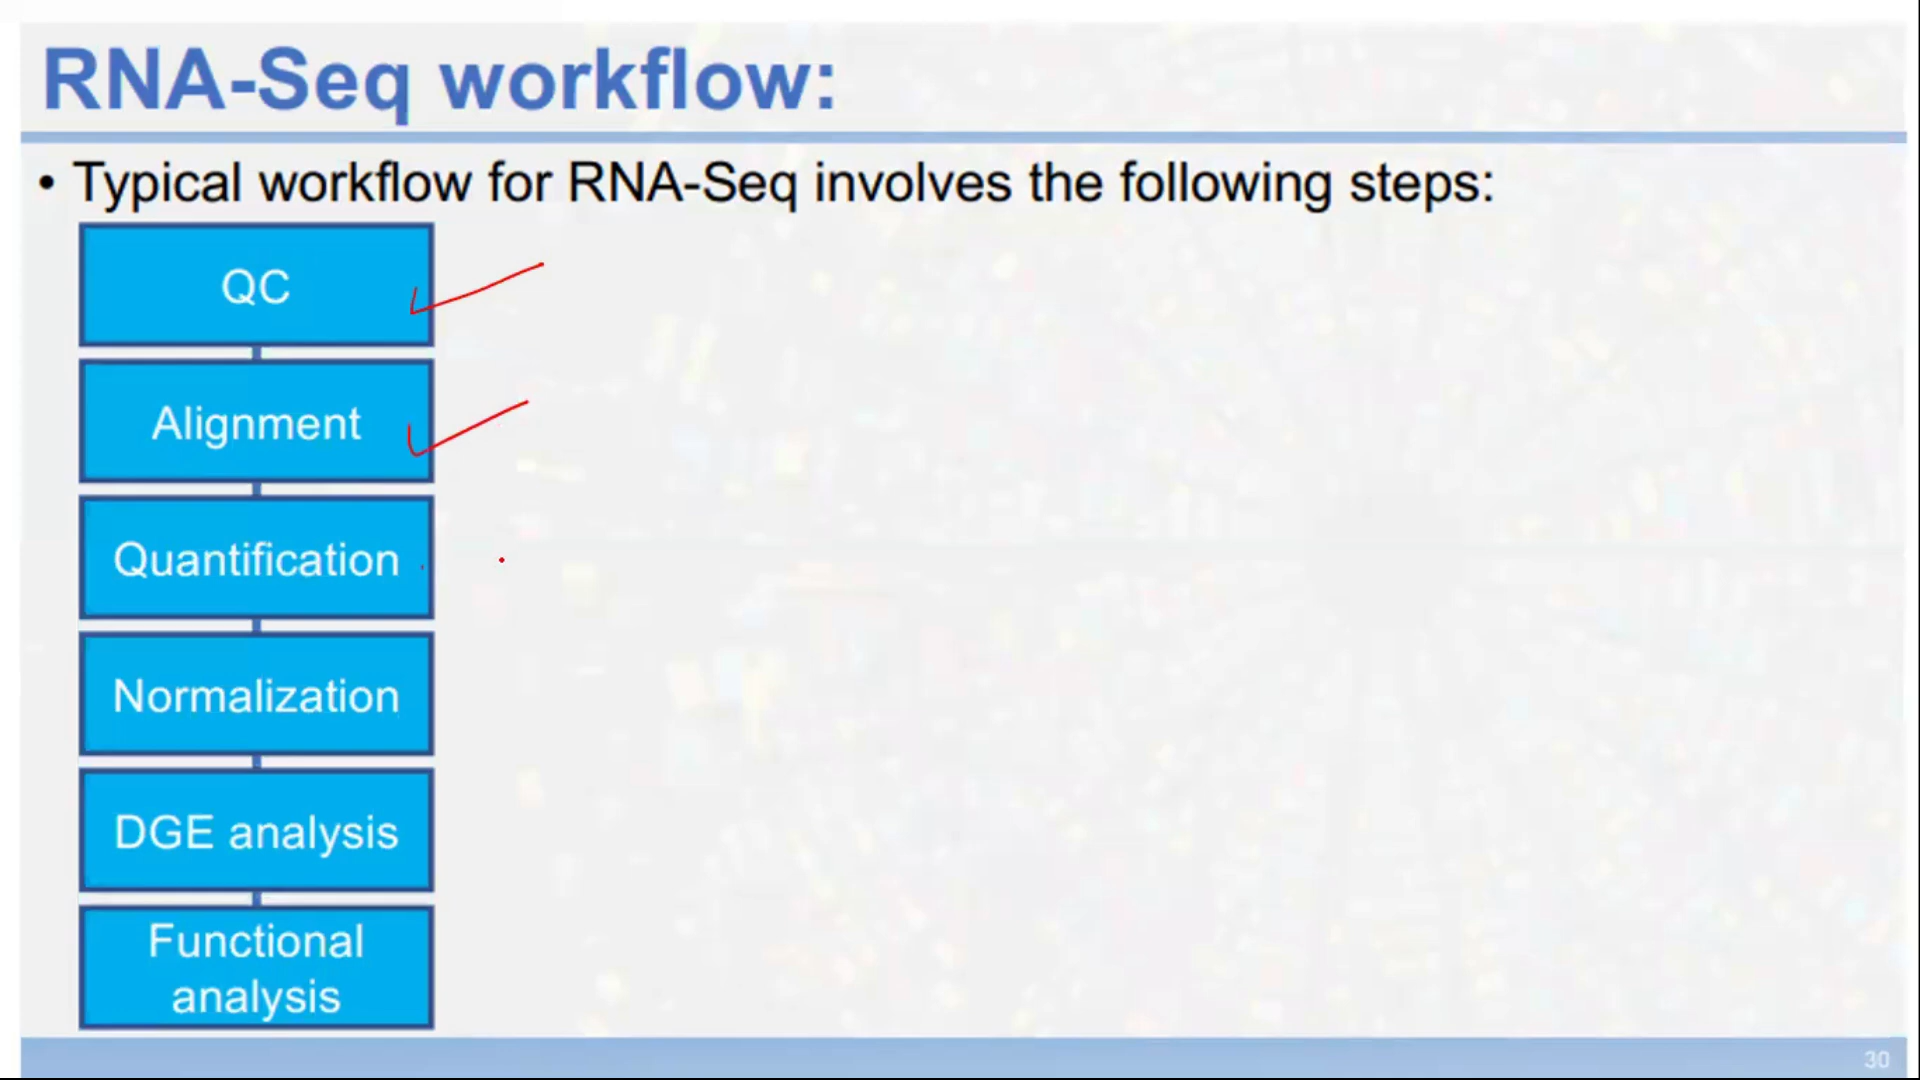 RNA-Seq workflow:
• Typical workflow for RNA-Seq involves the following steps:
QC
Alignment
Quantification
Normalization
DGE analysis
Functional
analysis
30